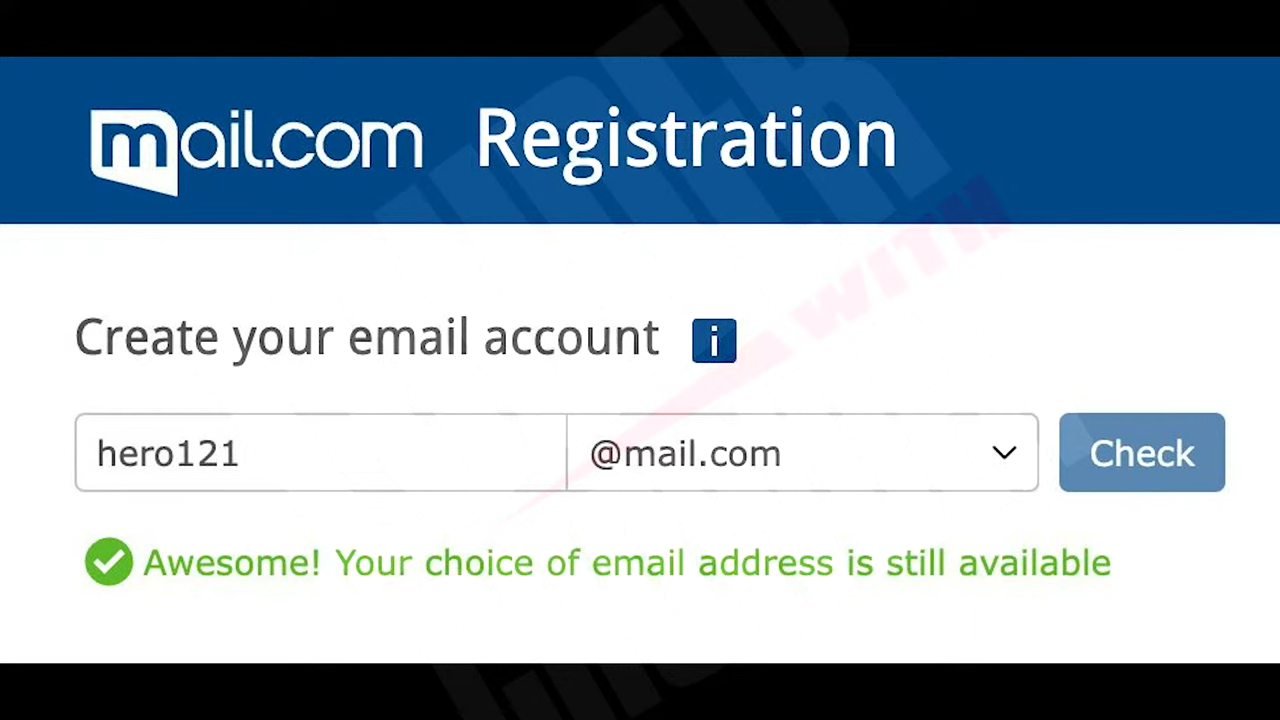 mail.com Registration
Create your email account i
hero121 @mail.com Check
Awesome! Your choice of email address is still available
WITH